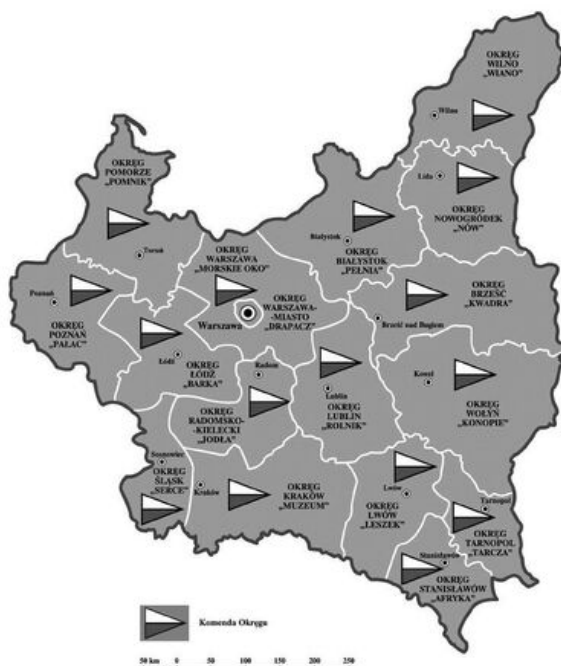 OKRĘG
WILNO
„WIANO”
Wilno
OKRĘG
POMORZE
„POMNIK”
Lida
OKRĘG
NOWOGRÓDEK
„NÓW”
Toruń
OKRĘG
WARSZAWA
„MORSKIE OKO”
Białystok
OKRĘG
BIAŁYSTOK
„PEŁNIA”
Poznań
OKRĘG
POZNAŃ
„PAŁAC”
Warszawa
OKRĘG
WARSZAWA-
-MIASTO
„DRAPACZ”
OKRĘG
BRZEŚĆ
„KWADRA”
Brześć nad Bugiem
Łódź
OKRĘG
ŁÓDŹ
„BARKA”
Radom
Lublin
OKRĘG
LUBLIN
„ROLNIK”
Kowel
OKRĘG
WOŁYŃ
„KONOPIE”
OKRĘG
RADOMSKO-
-KIELECKI
„JODŁA”
Sosnowiec
OKRĘG
ŚLĄSK
„SERCE”
Kraków
OKRĘG
KRAKÓW
„MUZEUM”
Lwów
OKRĘG
LWÓW
„LESZEK”
Tarnopol
OKRĘG
TARNOPOL
„TARCZA”
Stanisławów
OKRĘG
STANISŁAWÓW
„AFRYKA”
Komenda Okręgu
50 km 0 50 100 150 200 250